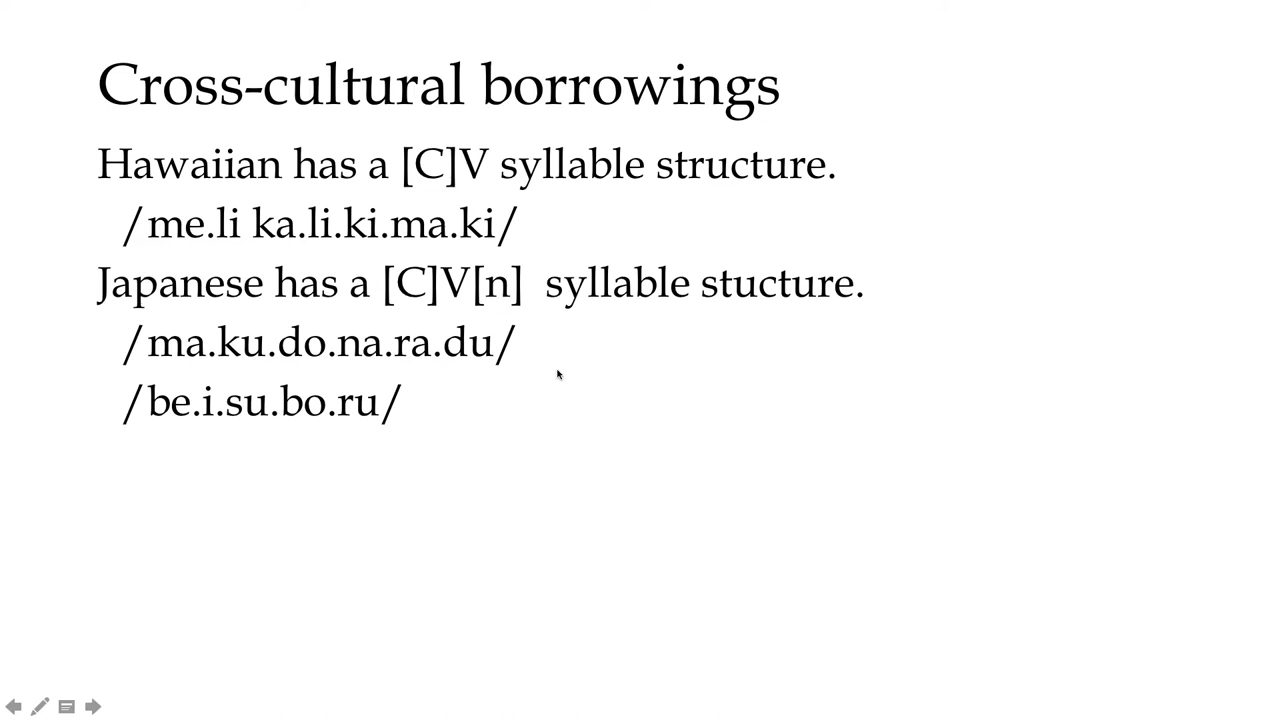 Cross-cultural borrowings
Hawaiian has a [C]V syllable structure.
/me.li ka.li.ki.ma.ki/
Japanese has a [C]V[n] syllable stucture.
/ma.ku.do.na.ra.du/
/be.i.su.bo.ru/